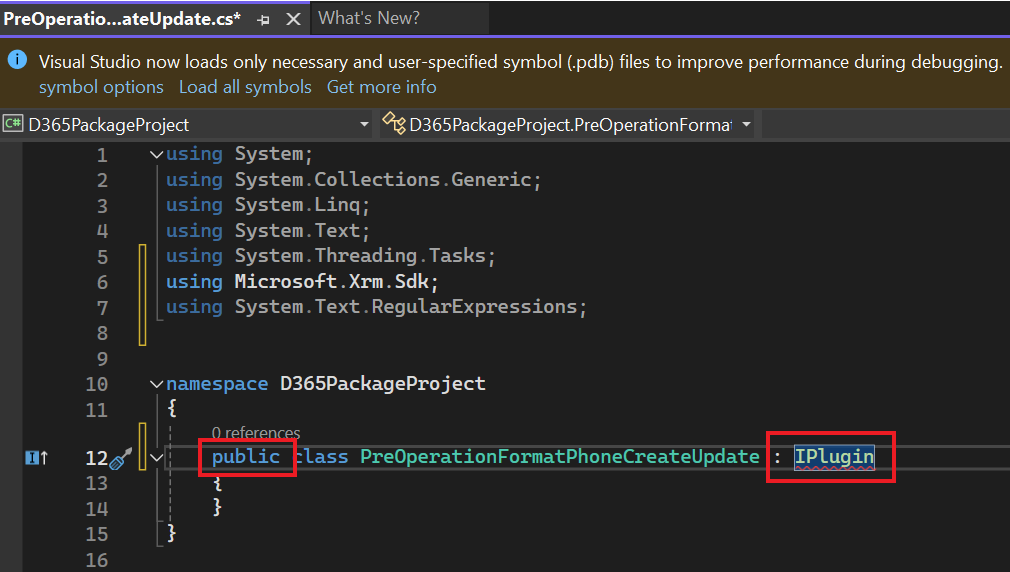 PreOperatio...ateUpdate.cs* What's New?
Visual Studio now loads only necessary and user-specified symbol (.pdb) files to improve performance during debugging.
symbol options Load all symbols Get more info
C# D365PackageProject D365PackageProject.PreOperationFormat
1 using System;
2 using System.Collections.Generic;
3 using System.Linq;
4 using System.Text;
5 using System.Threading.Tasks;
6 using Microsoft.Xrm.Sdk;
7 using System.Text.RegularExpressions;
8
9
10 namespace D365PackageProject
11 {
0 references
12 public class PreOperationFormatPhoneCreateUpdate : IPlugin
13 {
14 }
15 }
16